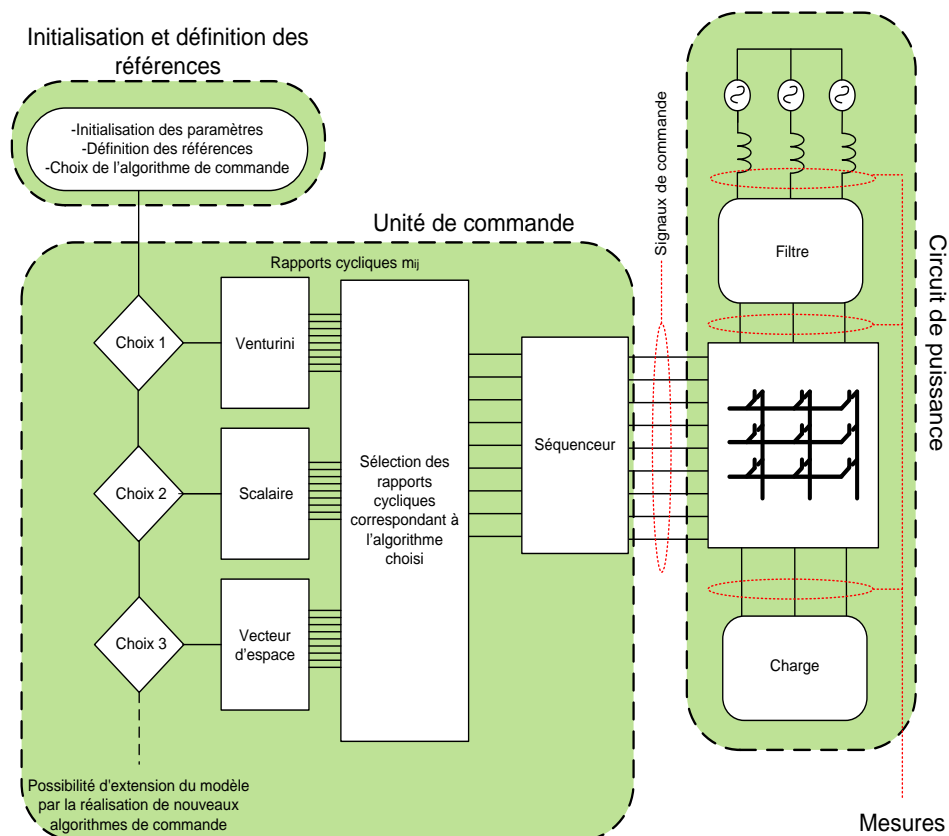 Initialisation et définition des
références
-Initialisation des paramètres
-Définition des références
-Choix de l'algorithme de commande
Unité de commande
Rapports cycliques mij
Choix 1
Venturini
Choix 2
Scalaire
Choix 3
Vecteur
d'espace
Sélection des
rapports
cycliques
correspondant à
l'algorithme
choisi
Séquenceur
Possibilité d'extension du modèle
par la réalisation de nouveaux
algorithmes de commande
Signaux de commande
Filtre
Charge
Circuit de puissance
Mesures